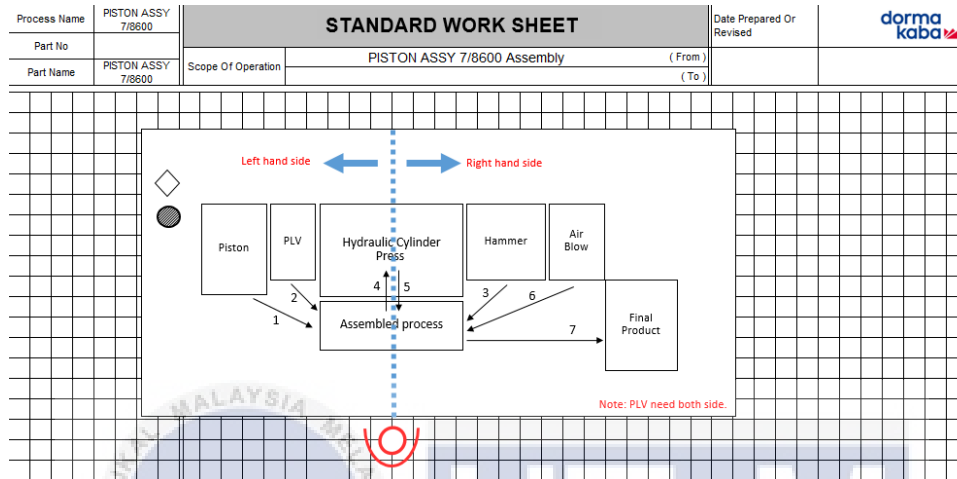 Process Name
PISTON ASSY
7/8600
STANDARD WORK SHEET
Date Prepared Or
Revised
dorma
kaba
Part No
Part Name
PISTON ASSY
7/8600
Scope Of Operation
PISTON ASSY 7/8600 Assembly
( From )
( To )
Left hand side
Right hand side
Piston
PLV
Hydraulic Cylinder
Press
Hammer
Air
Blow
1
2
4
5
3
6
Assembled process
7
Final
Product
Note: PLV need both side.
MALAYSIA